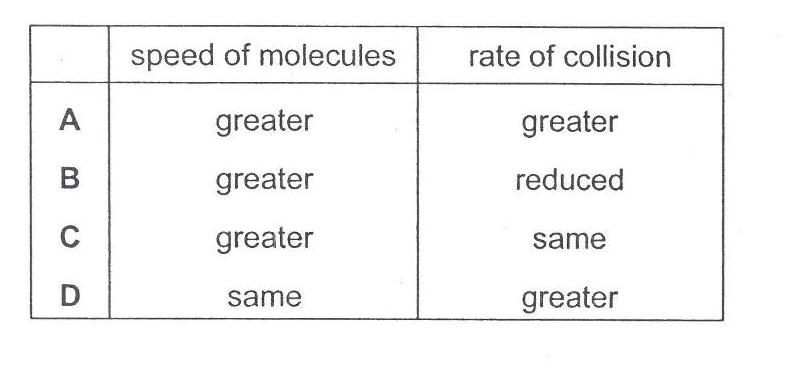 speed of molecules rate of collision
A greater greater
B greater reduced
C greater same
D same greater